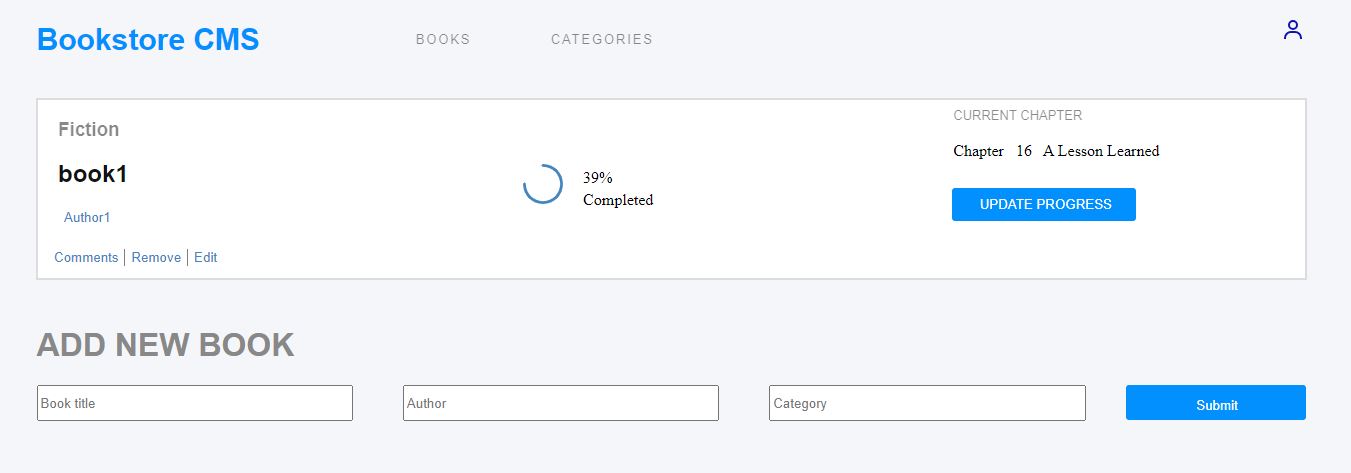 Bookstore CMS
BOOKS
CATEGORIES
Fiction
book1
Author1
Comments
Remove
Edit
39%
Completed
CURRENT CHAPTER
Chapter 16 A Lesson Learned
UPDATE PROGRESS
ADD NEW BOOK
Book title
Author
Category
Submit